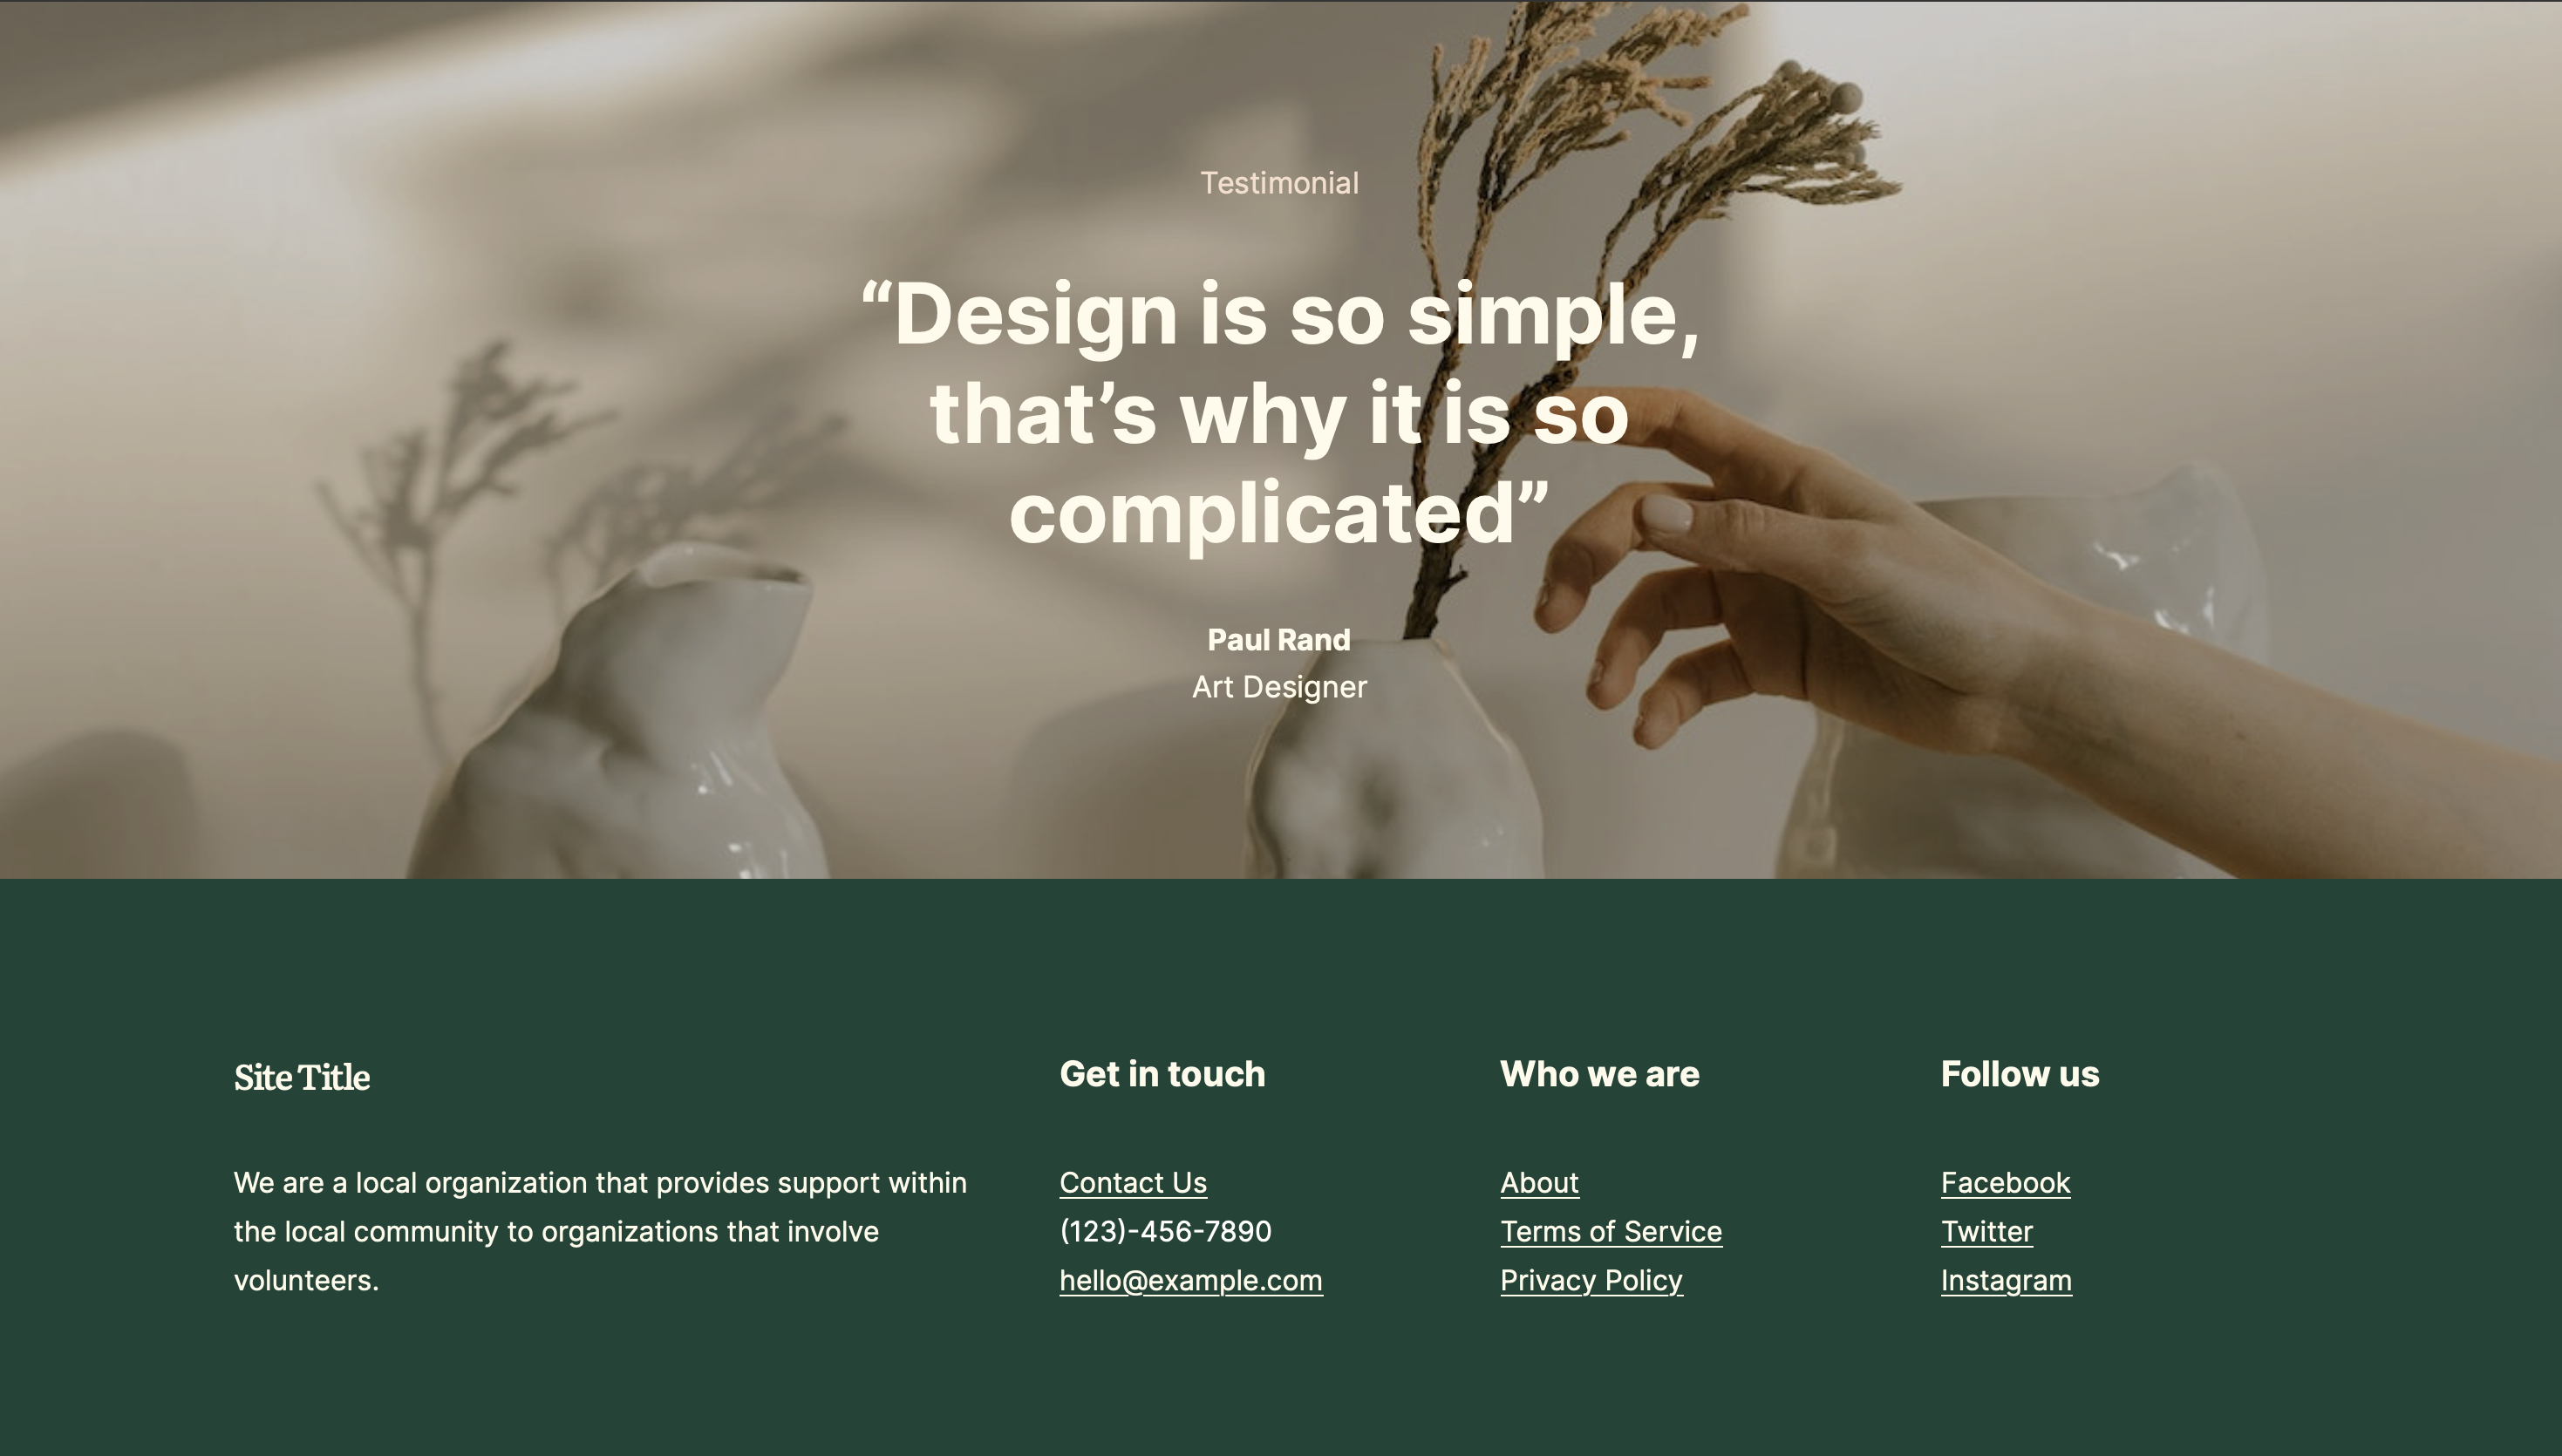 Testimonial
“Design is so simple,
that’s why it is so
complicated”
Paul Rand
Art Designer
Site Title
We are a local organization that provides support within
the local community to organizations that involve
volunteers.
Get in touch
Contact Us
(123)-456-7890
hello@example.com
Who we are
About
Terms of Service
Privacy Policy
Follow us
Facebook
Twitter
Instagram